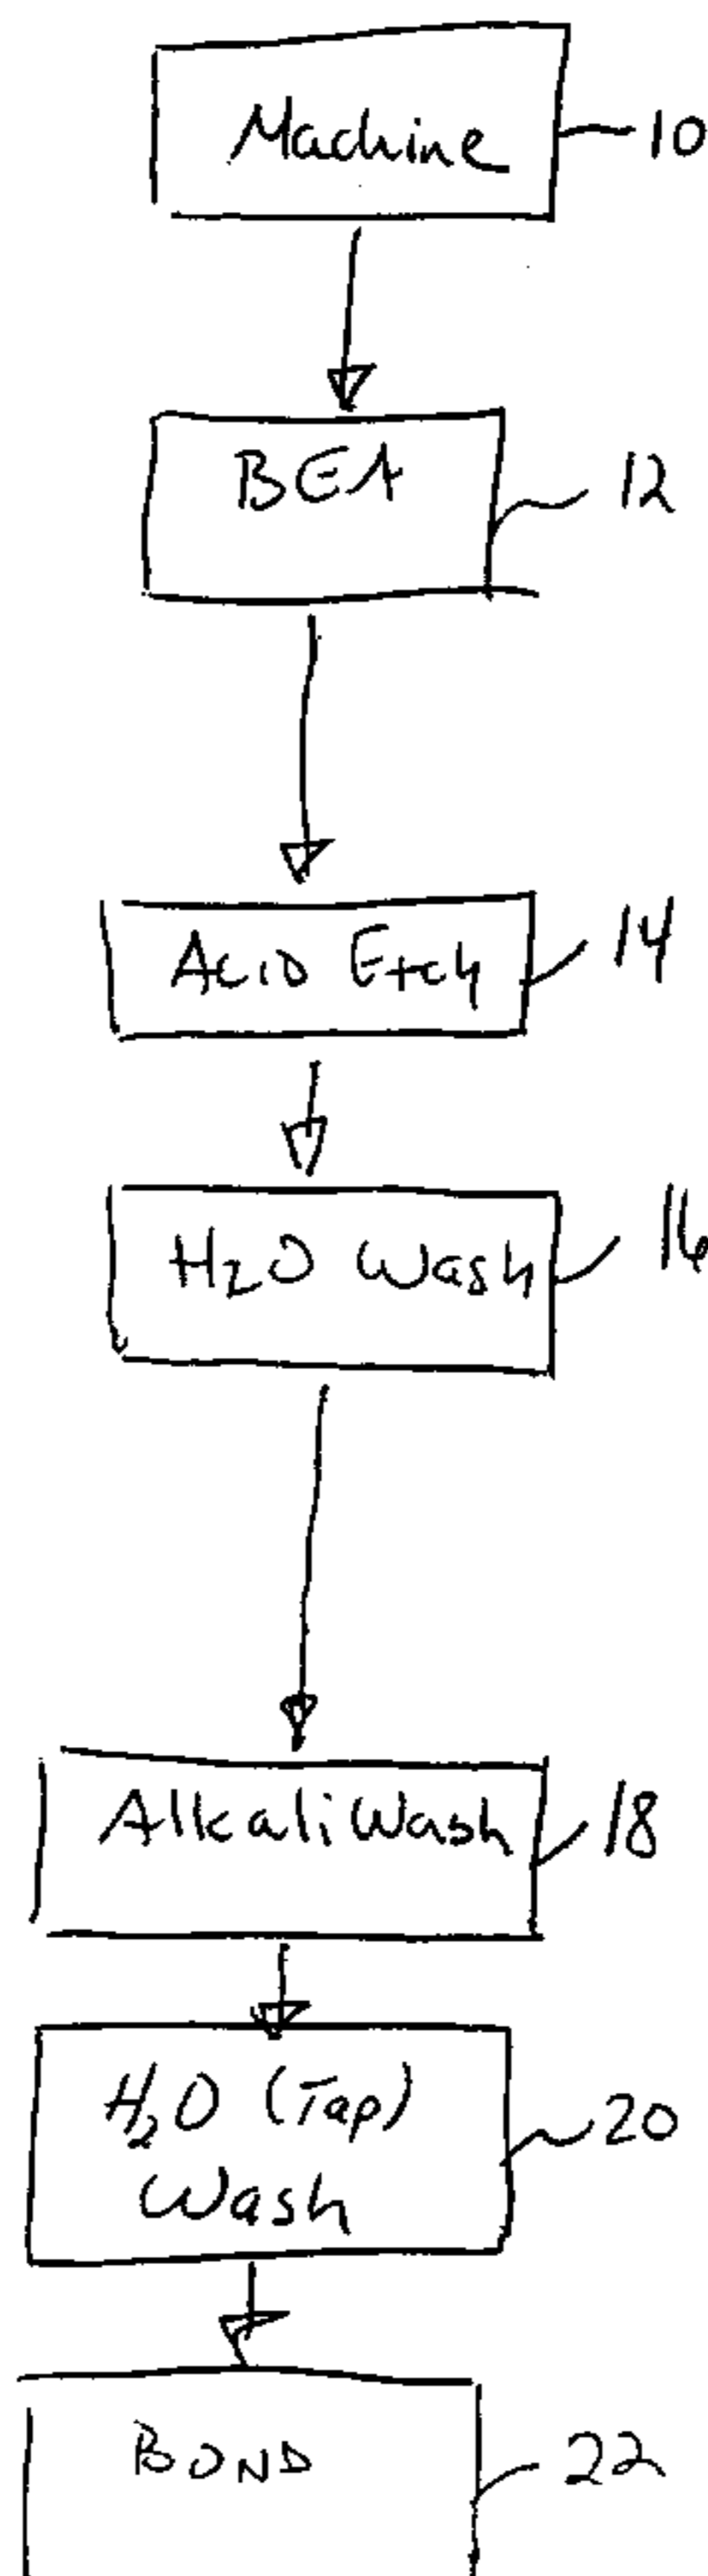 Machine 10
BEA 12
Acid Etch 14
H₂O Wash 16
Alkali Wash 18
H₂O (Tap) 20
Wash
BOND 22